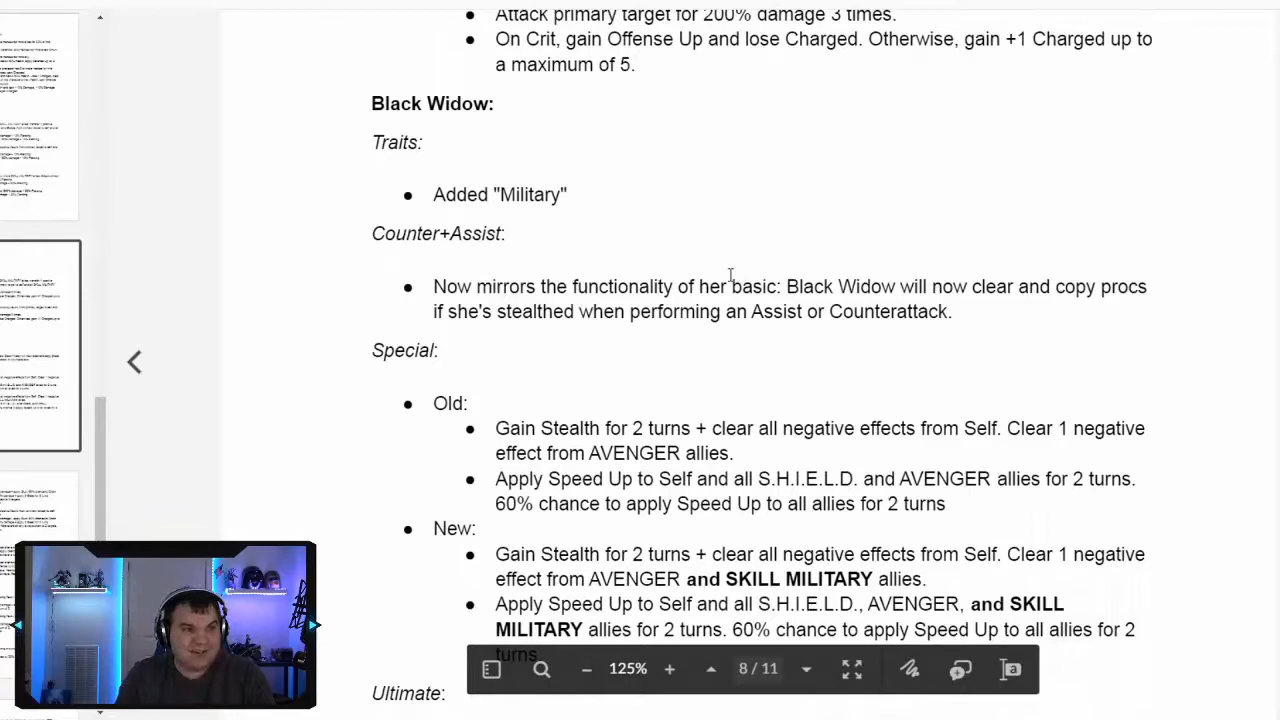 Attack primary target for 200% damage 3 times.
On Crit, gain Offense Up and lose Charged. Otherwise, gain +1 Charged up to
a maximum of 5.
Black Widow:
Traits:
Added "Military"
Counter+Assist:
Now mirrors the functionality of her basic: Black Widow will now clear and copy procs
if she's stealthed when performing an Assist or Counterattack.
Special:
Old:
Gain Stealth for 2 turns + clear all negative effects from Self. Clear 1 negative
effect from AVENGER allies.
Apply Speed Up to Self and all S.H.I.E.L.D. and AVENGER allies for 2 turns.
60% chance to apply Speed Up to all allies for 2 turns
New:
Gain Stealth for 2 turns + clear all negative effects from Self. Clear 1 negative
effect from AVENGER and SKILL MILITARY allies.
Apply Speed Up to Self and all S.H.I.E.L.D., AVENGER, and SKILL
MILITARY allies for 2 turns. 60% chance to apply Speed Up to all allies for 2
turns
125%
8 / 11
Ultimate: